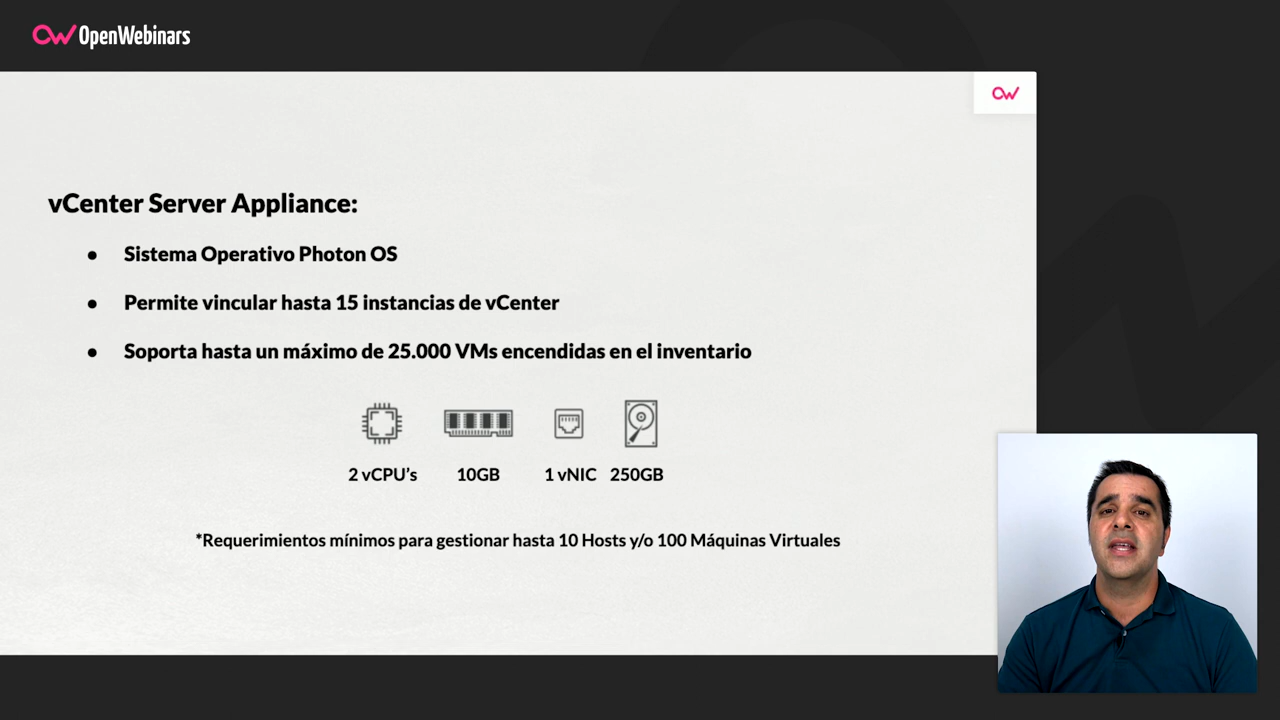 OpenWebinars
vCenter Server Appliance:
● Sistema Operativo Photon OS
● Permite vincular hasta 15 instancias de vCenter
● Soporta hasta un máximo de 25.000 VMs encendidas en el inventario
2 vCPU's 10GB 1 vNIC 250GB
*Requerimientos mínimos para gestionar hasta 10 Hosts y/o 100 Máquinas Virtuales